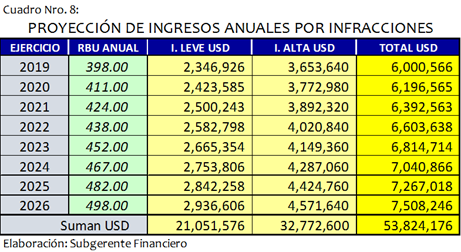 Cuadro Nro. 8:
PROYECCIÓN DE INGRESOS ANUALES POR INFRACCIONES
EJERCICIO RBU ANUAL I. LEVE USD I. ALTA USD TOTAL USD
2019 398.00 2,346,926 3,653,640 6,000,566
2020 411.00 2,423,585 3,772,980 6,196,565
2021 424.00 2,500,243 3,892,320 6,392,563
2022 438.00 2,582,798 4,020,840 6,603,638
2023 452.00 2,665,354 4,149,360 6,814,714
2024 467.00 2,753,806 4,287,060 7,040,866
2025 482.00 2,842,258 4,424,760 7,267,018
2026 498.00 2,936,606 4,571,640 7,508,246
Suman USD 21,051,576 32,772,600 53,824,176
Elaboración: Subgerente Financiero